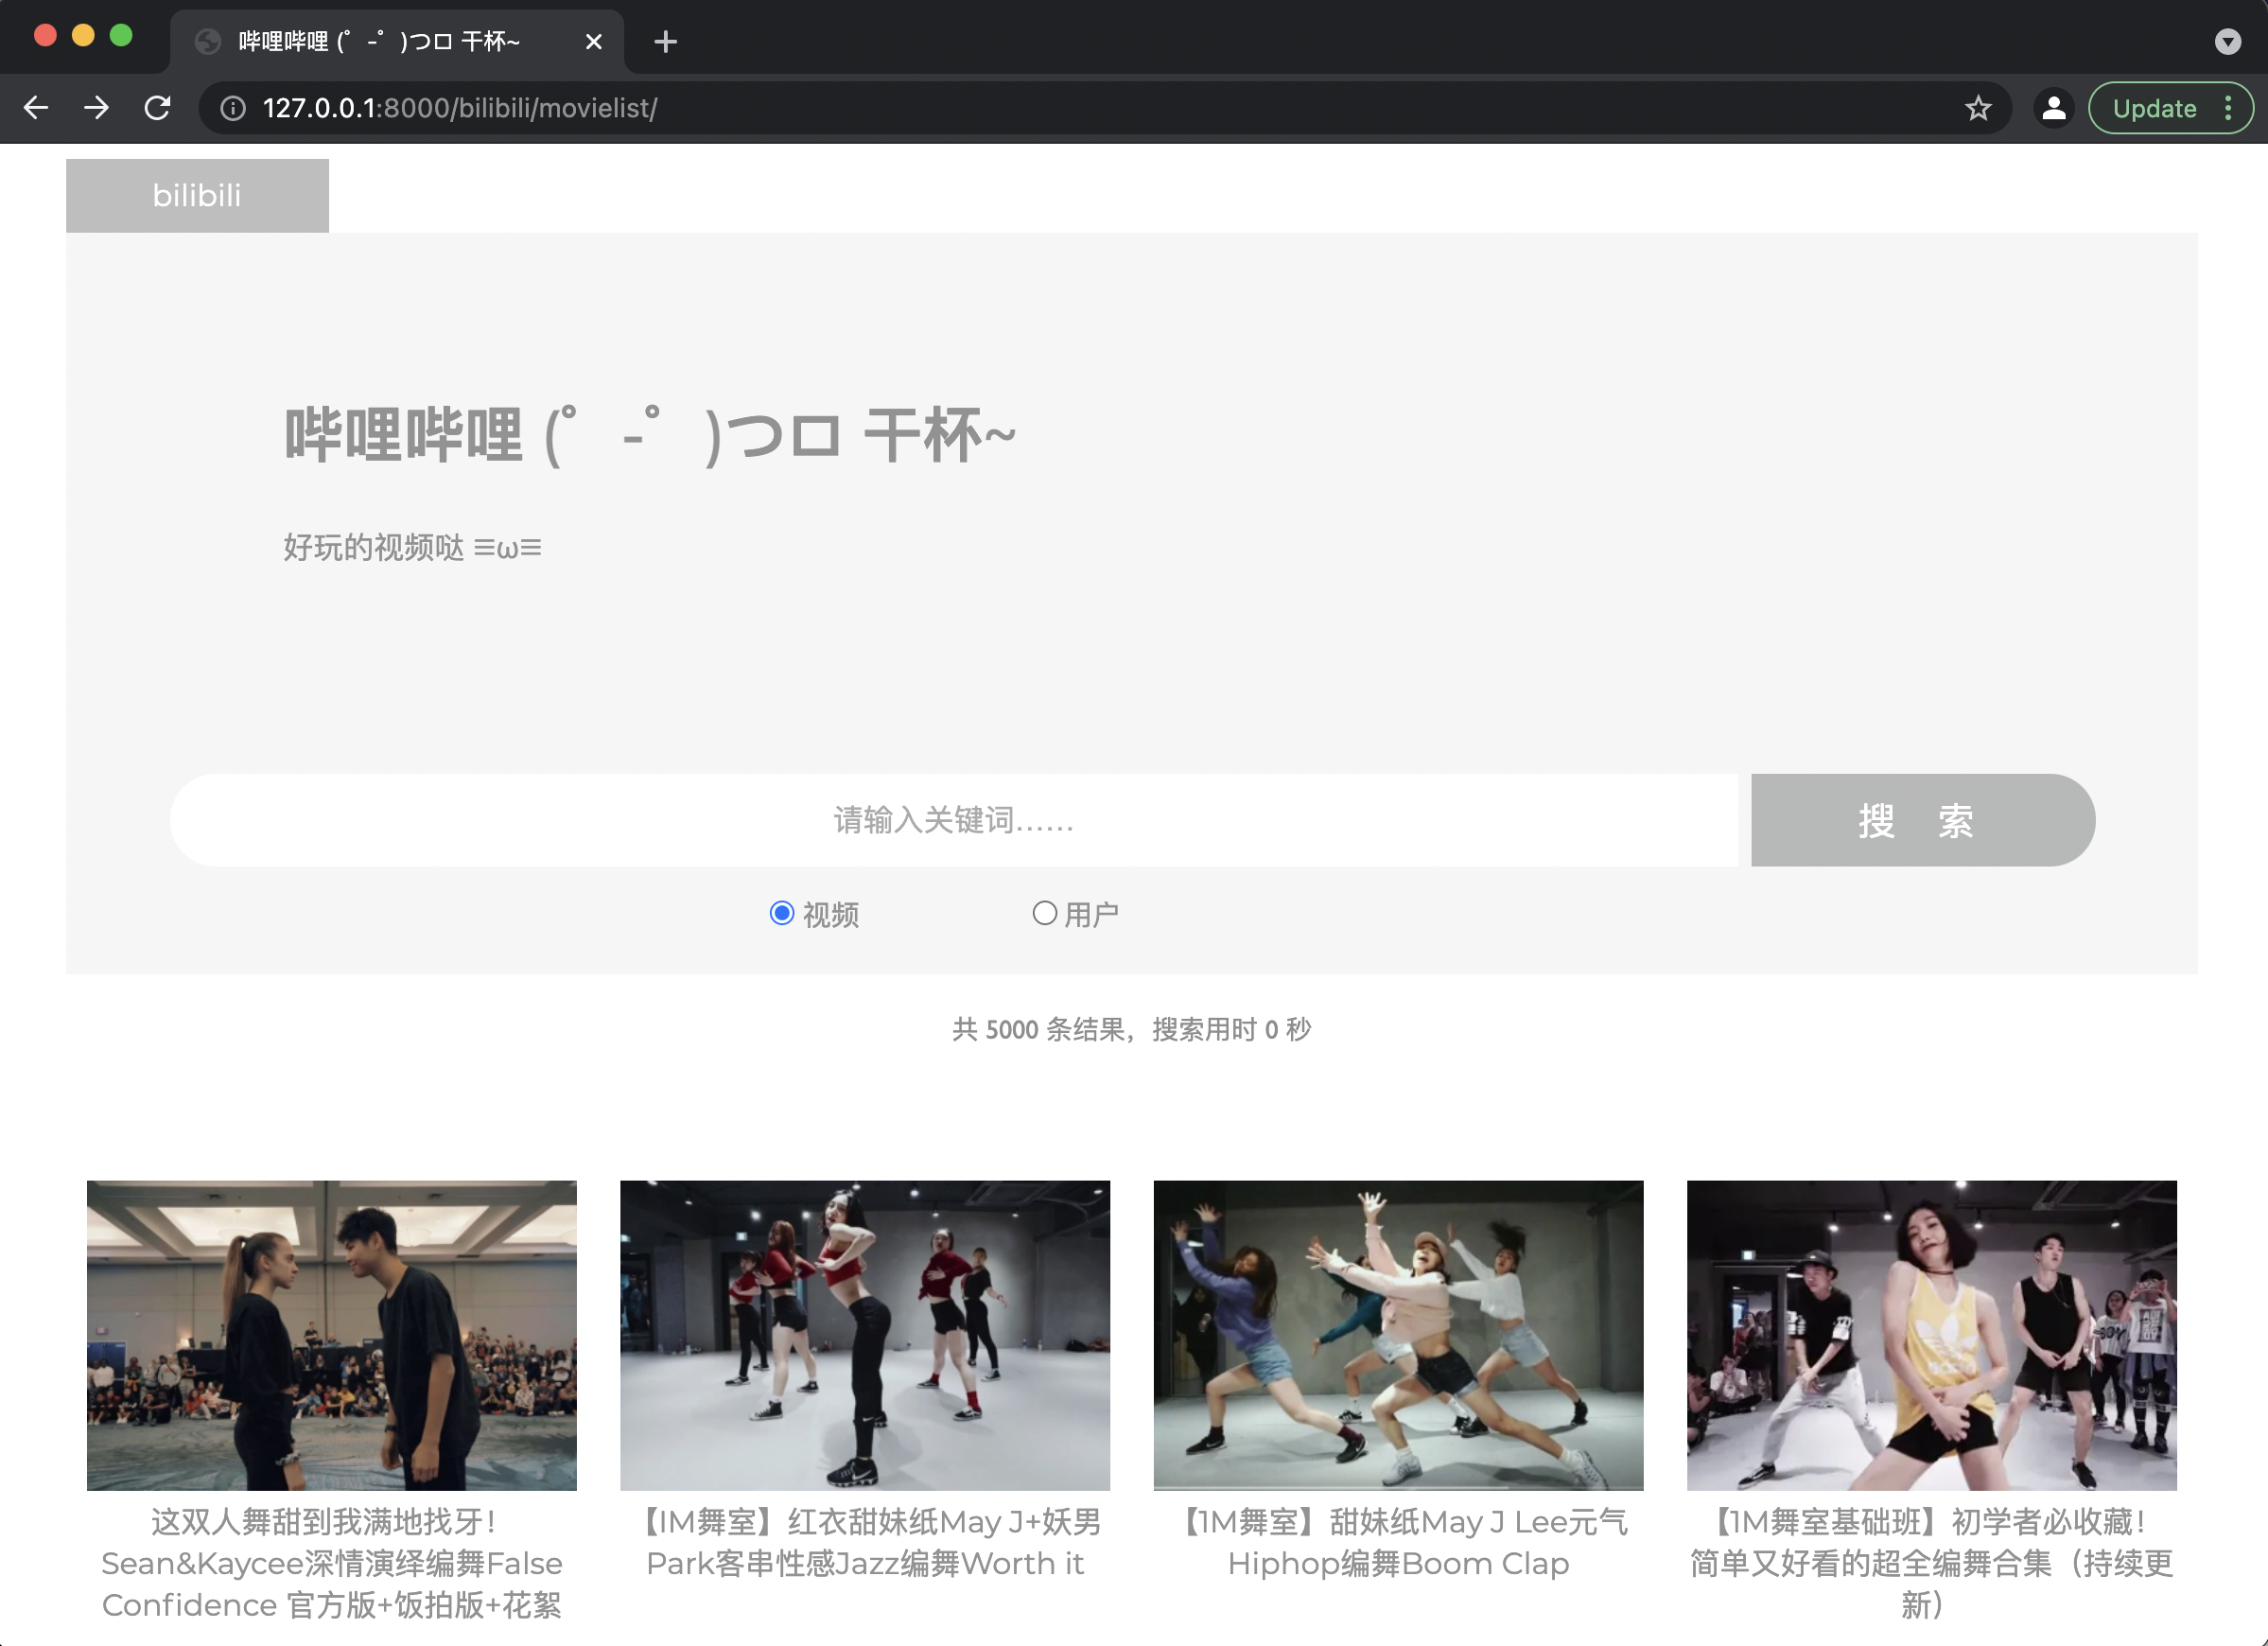 哔哩哔哩 (゜-゜)つロ 干杯~
127.0.0.1:8000/bilibili/movielist/
Update
bilibili
哔哩哔哩 (゜-゜)つロ 干杯~
好玩的视频哒 ≡ω≡
请输入关键词……
搜 索
视频
用户
共 5000 条结果，搜索用时 0 秒
这双人舞甜到我满地找牙！
Sean&Kaycee深情演绎编舞False
Confidence 官方版+饭拍版+花絮
【IM舞室】红衣甜妹纸May J+妖男
Park客串性感Jazz编舞Worth it
【1M舞室】甜妹纸May J Lee元气
Hiphop编舞Boom Clap
【1M舞室基础班】初学者必收藏！
简单又好看的超全编舞合集（持续更
新）